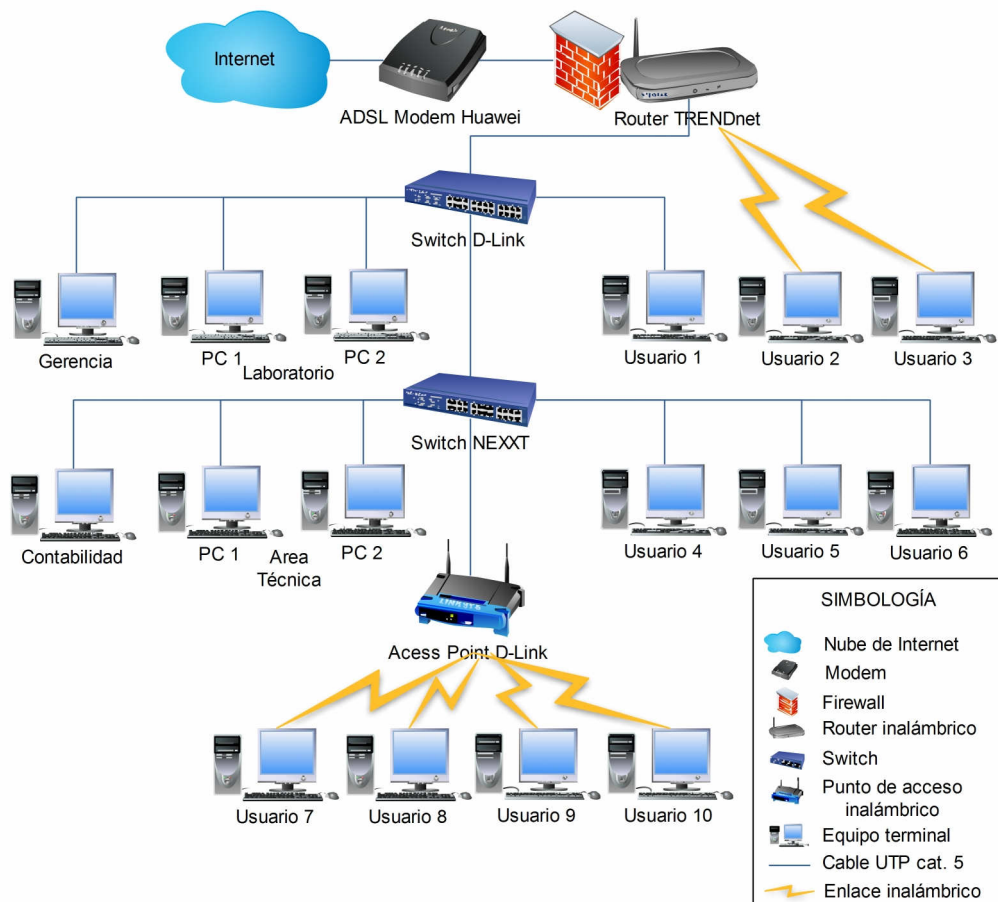 Internet
ADSL Modem Huawei
Router TRENDnet
Switch D-Link
Gerencia
PC 1
Laboratorio
PC 2
Usuario 1
Usuario 2
Usuario 3
Switch NEXXT
Contabilidad
PC 1
Area
Técnica
PC 2
Usuario 4
Usuario 5
Usuario 6
Acess Point D-Link
Usuario 7
Usuario 8
Usuario 9
Usuario 10
SIMBOLOGÍA
Nube de Internet
Modem
Firewall
Router inalámbrico
Switch
Punto de acceso
inalámbrico
Equipo terminal
Cable UTP cat. 5
Enlace inalámbrico